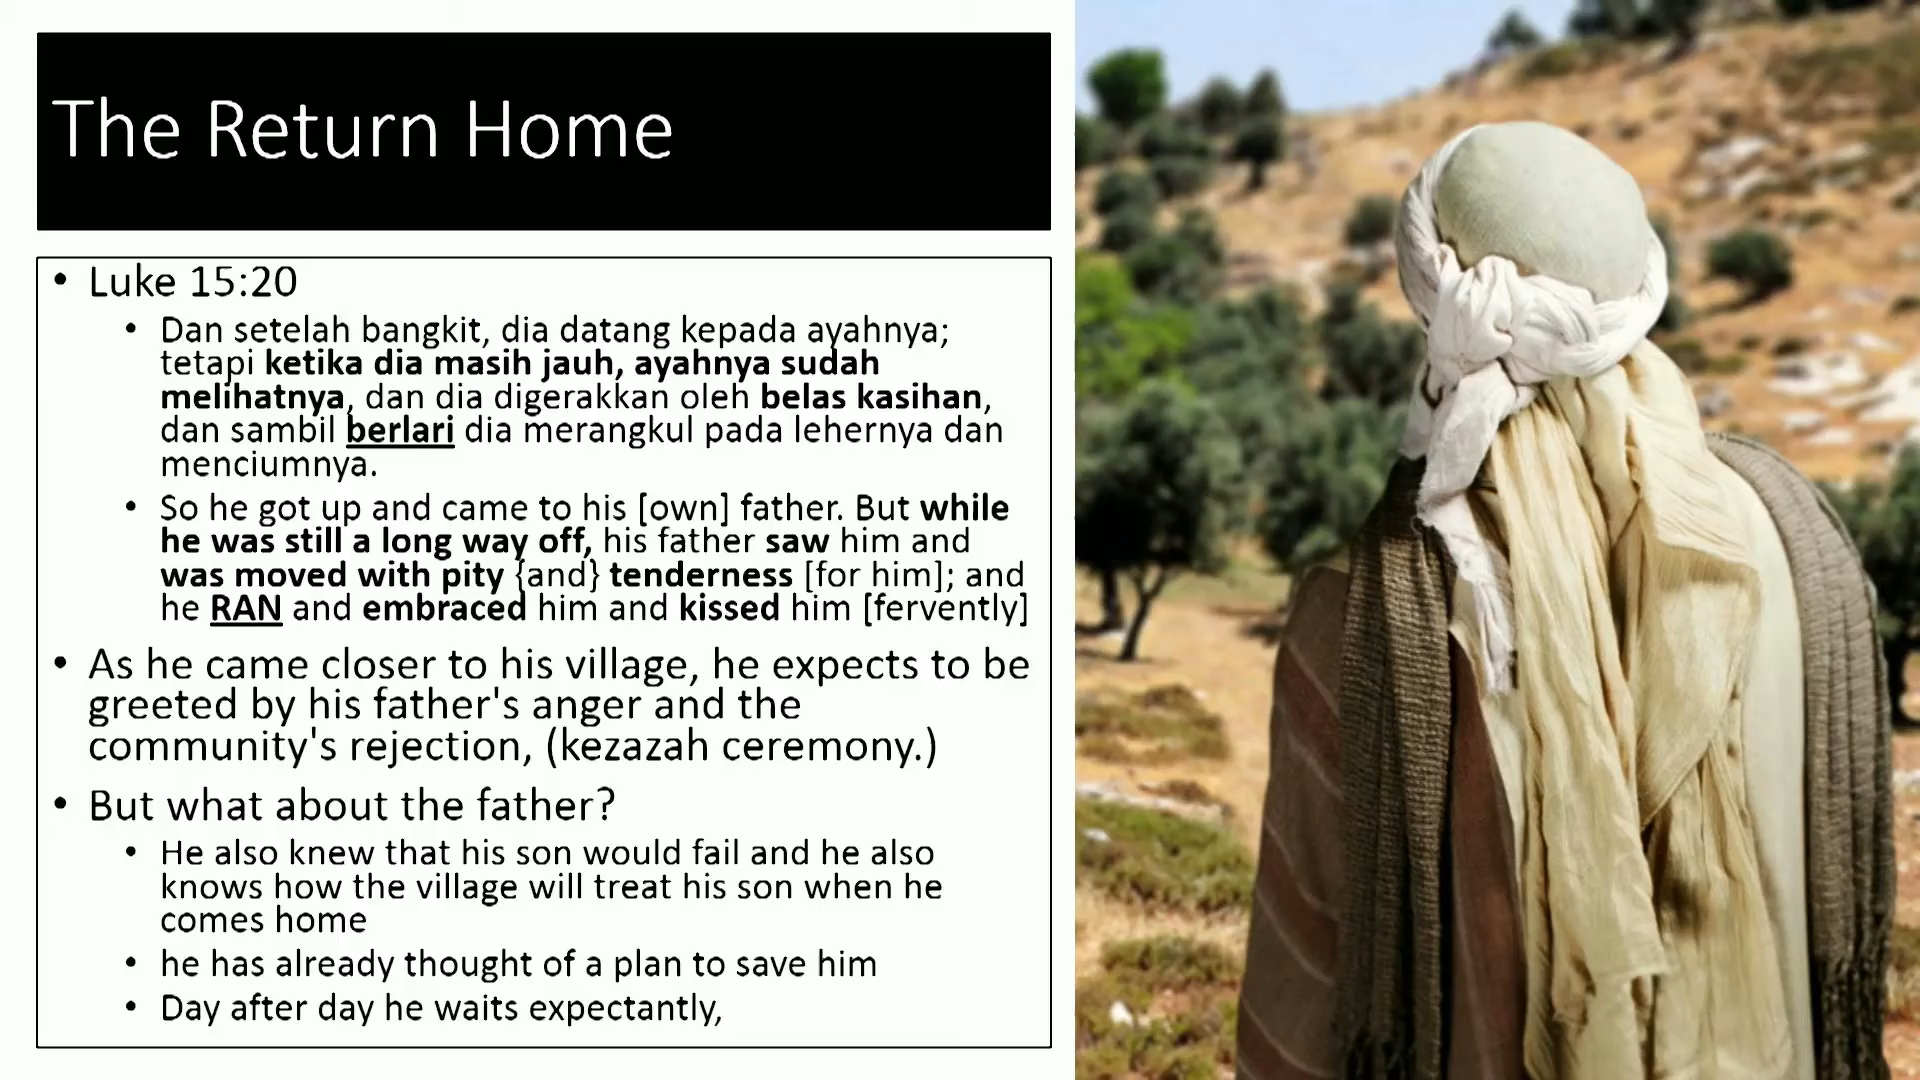 The Return Home
• Luke 15:20
• Dan setelah bangkit, dia datang kepada ayahnya;
tetapi ketika dia masih jauh, ayahnya sudah
melihatnya, dan dia digerakkan oleh belas kasihan,
dan sambil berlari dia merangkul pada lehernya dan
menciumnya.
• So he got up and came to his [own] father. But while
he was still a long way off, his father saw him and
was moved with pity {and} tenderness [for him]; and
he RAN and embraced him and kissed him [fervently]
• As he came closer to his village, he expects to be
greeted by his father's anger and the
community's rejection, (kezazah ceremony.)
• But what about the father?
• He also knew that his son would fail and he also
knows how the village will treat his son when he
comes home
• he has already thought of a plan to save him
• Day after day he waits expectantly,